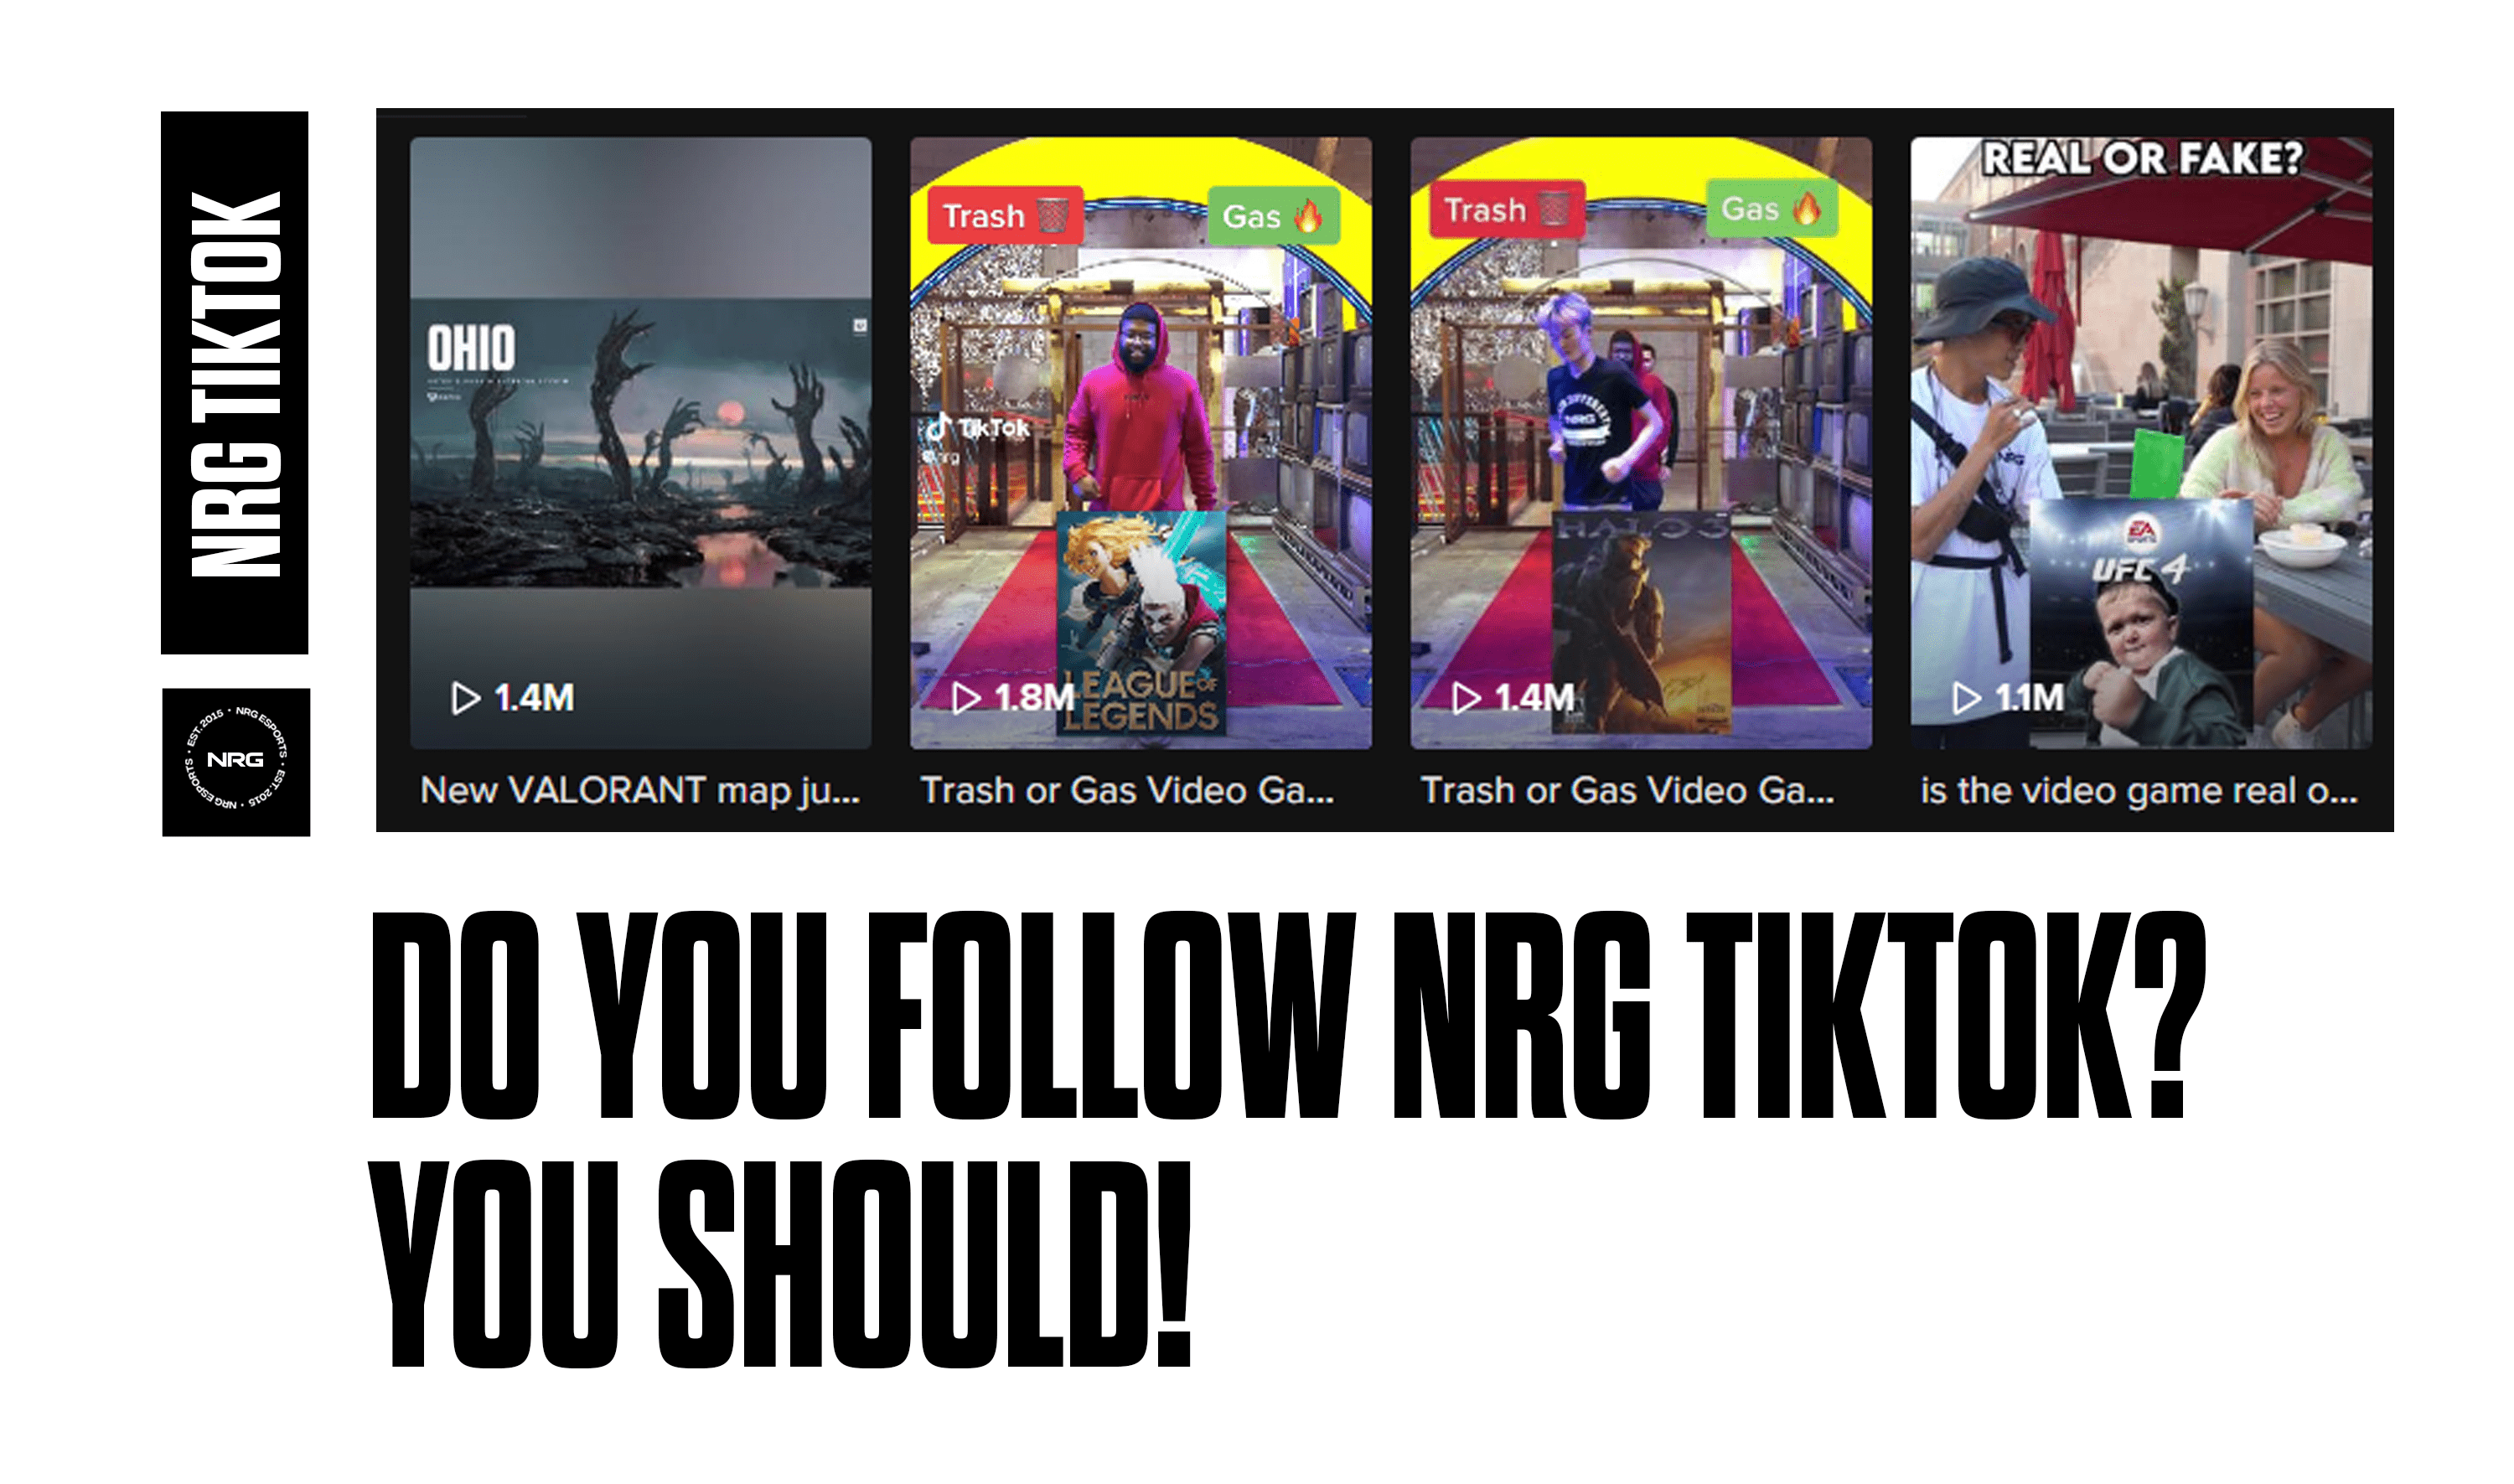 NRG TIKTOK
NRG ESPORTS • EST. 2015 • NRG ESPORTS • EST. 2015 •
NRG
OHIO
1.4M
New VALORANT map ju...
Trash 🗑️ Gas 🔥
TikTok
@nrg
LEAGUE OF
LEGENDS
1.8M
Trash or Gas Video Ga...
Trash 🗑️ Gas 🔥
NRG
HALO 3
1.4M
Trash or Gas Video Ga...
REAL OR FAKE?
NRG
EA
SPORTS
UFC 4
1.1M
is the video game real o...
DO YOU FOLLOW NRG TIKTOK?
YOU SHOULD!